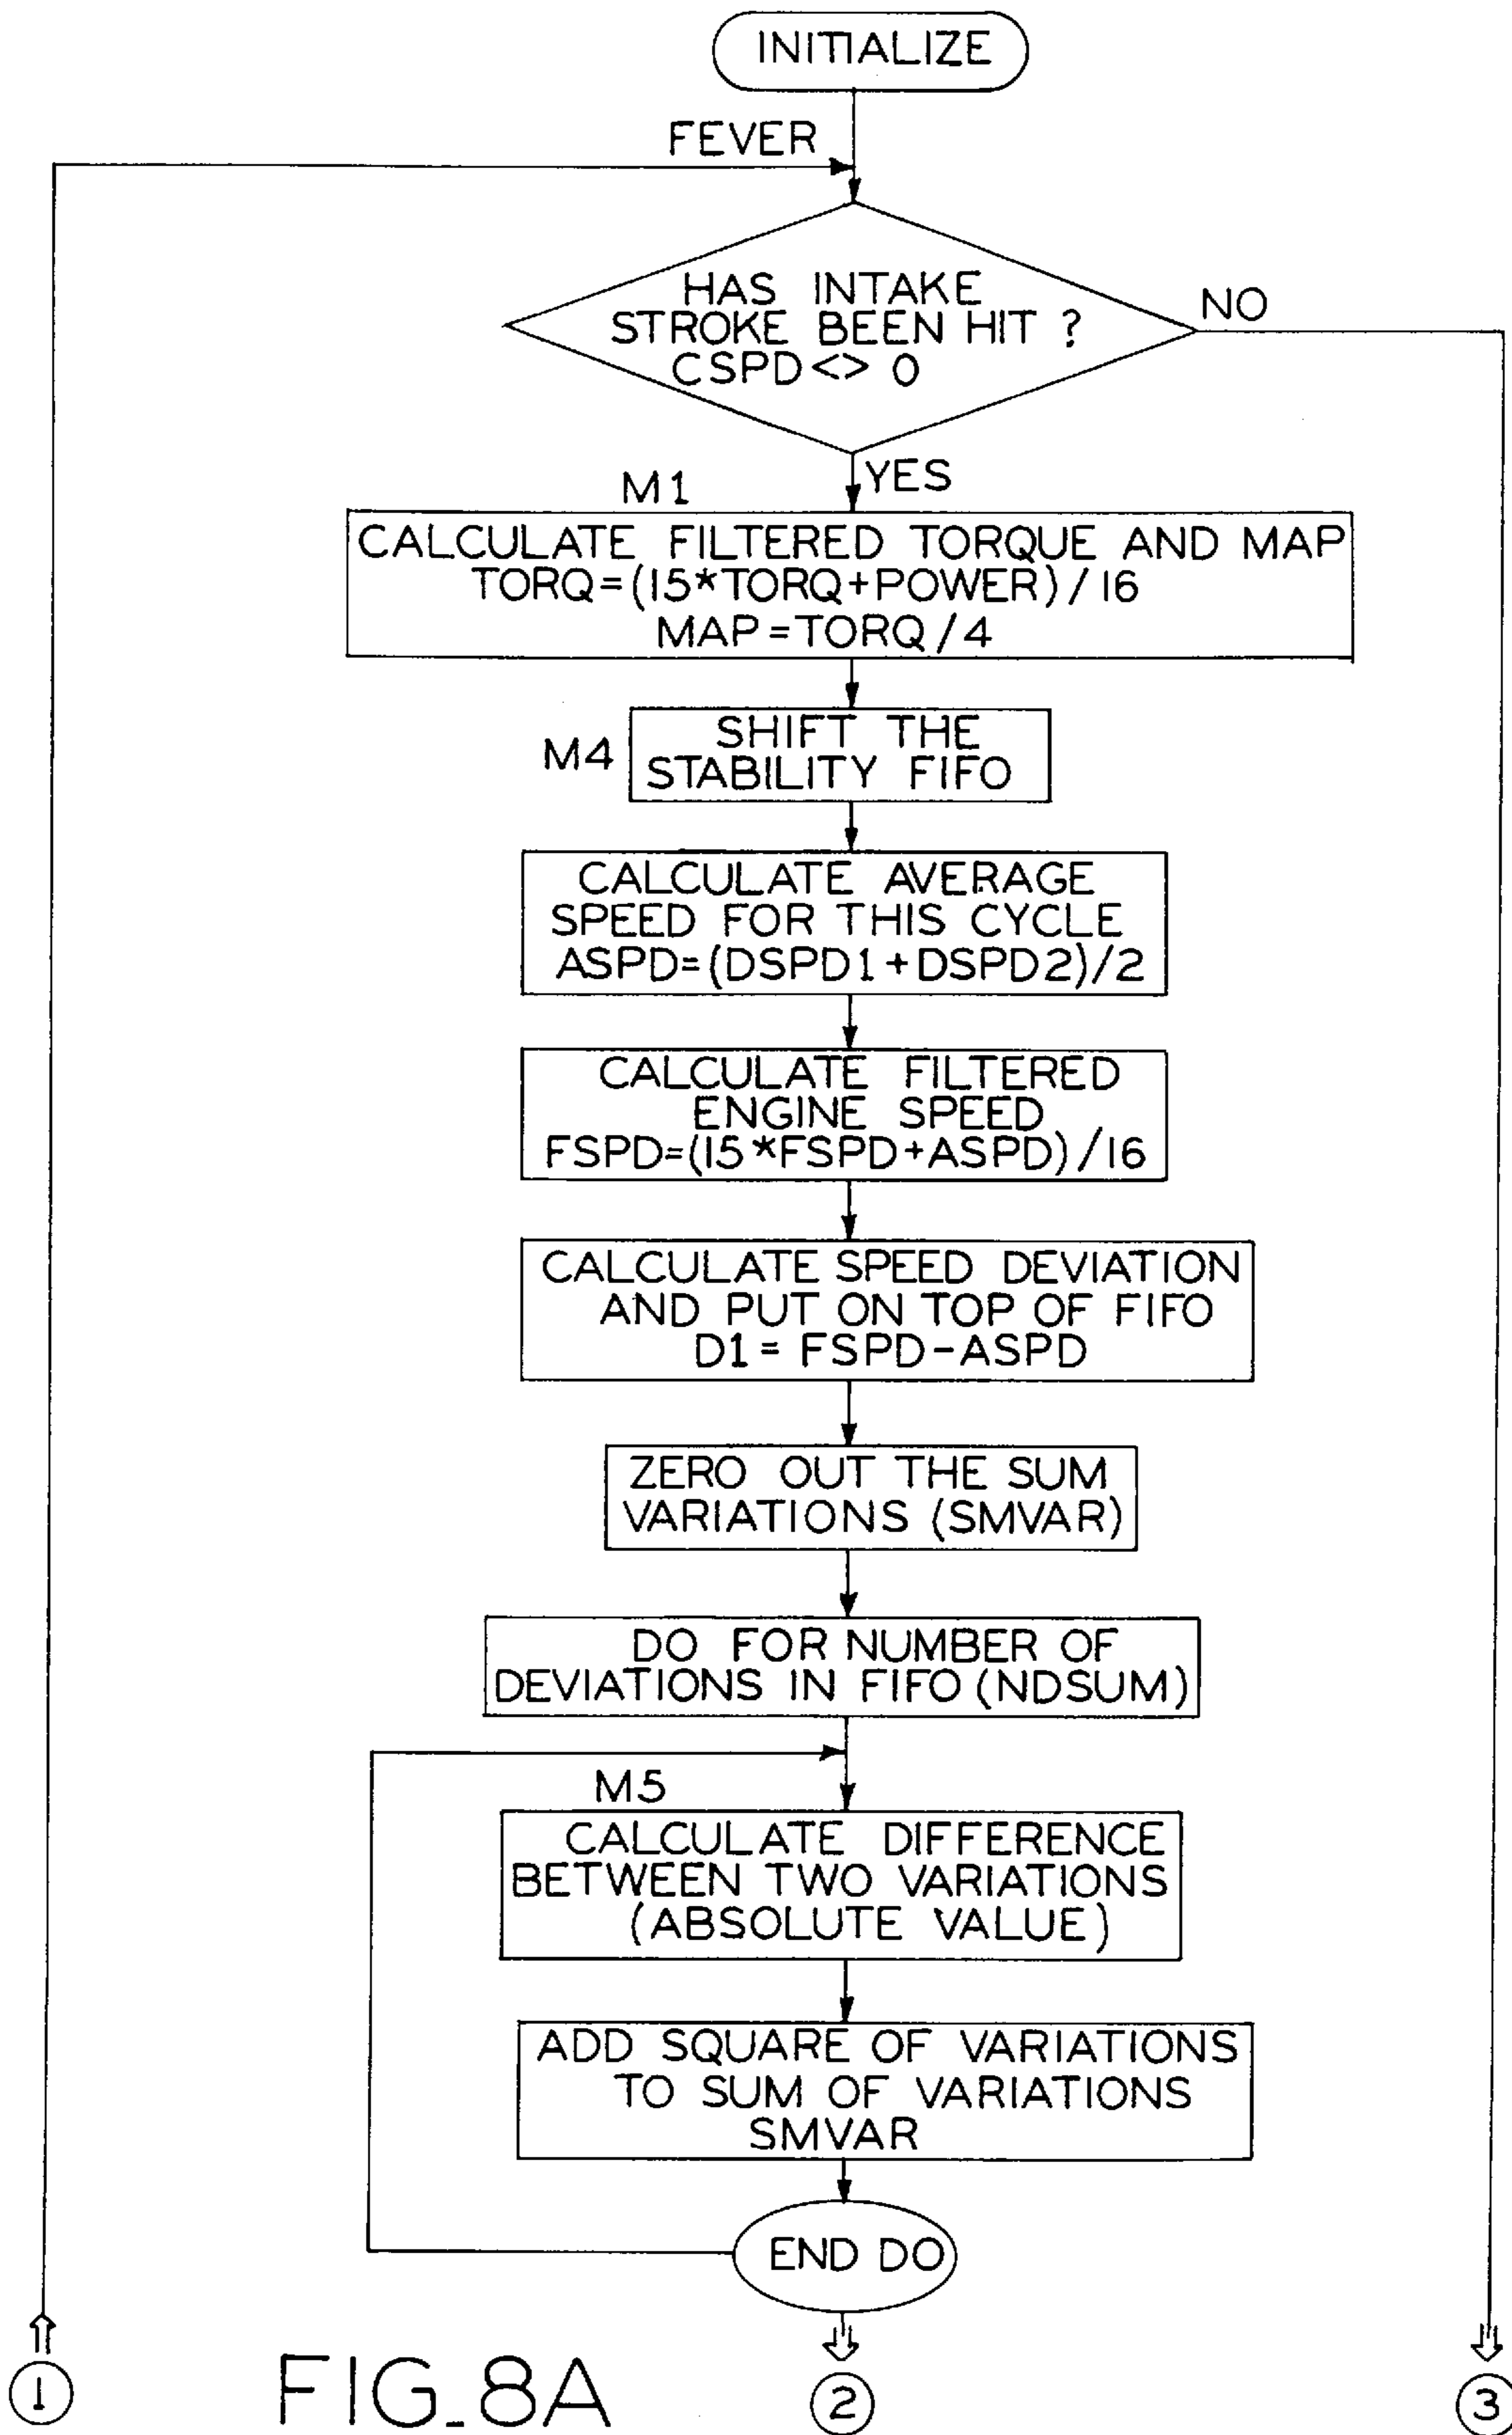 INITIALIZE
FEVER
HAS INTAKE
STROKE BEEN HIT ?
CSPD <> 0
NO
YES
M1
CALCULATE FILTERED TORQUE AND MAP
TORQ=(15*TORQ+POWER)/16
MAP=TORQ/4
M4
SHIFT THE
STABILITY FIFO
CALCULATE AVERAGE
SPEED FOR THIS CYCLE
ASPD=(DSPD1+DSPD2)/2
CALCULATE FILTERED
ENGINE SPEED
FSPD=(15*FSPD+ASPD)/16
CALCULATE SPEED DEVIATION
AND PUT ON TOP OF FIFO
D1 = FSPD-ASPD
ZERO OUT THE SUM
VARIATIONS (SMVAR)
DO FOR NUMBER OF
DEVIATIONS IN FIFO (NDSUM)
M5
CALCULATE DIFFERENCE
BETWEEN TWO VARIATIONS
(ABSOLUTE VALUE)
ADD SQUARE OF VARIATIONS
TO SUM OF VARIATIONS
SMVAR
END DO
1
2
3
FIG_8A